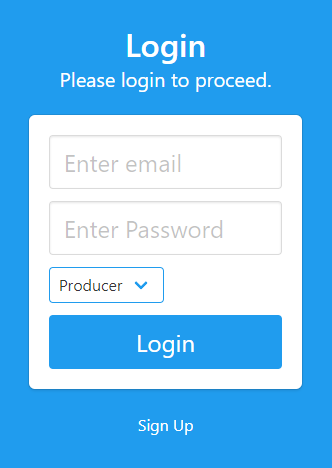 Login
Please login to proceed.
Enter email
Enter Password
Producer
Login
Sign Up